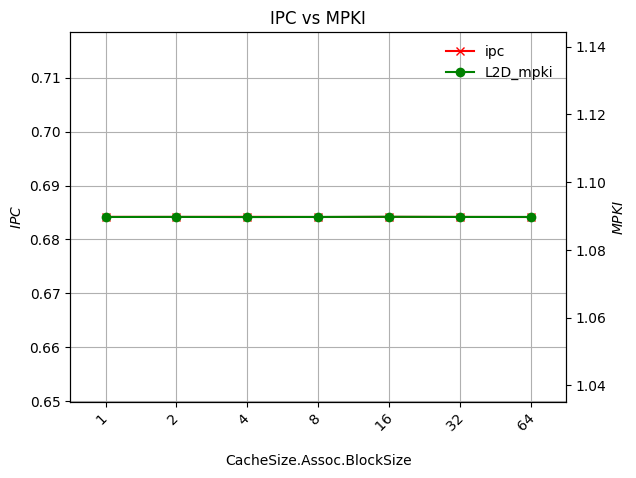 IPC vs MPKI
ipc
L2D_mpki
0.71
0.70
0.69
0.68
0.67
0.66
0.65
IPC
1.14
1.12
1.10
1.08
1.06
1.04
MPKI
1 2 4 8 16 32 64
CacheSize.Assoc.BlockSize